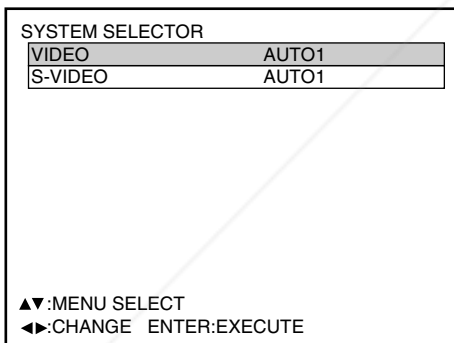 SYSTEM SELECTOR
VIDEO AUTO1
S-VIDEO AUTO1
▲▼:MENU SELECT
◀▶:CHANGE ENTER:EXECUTE